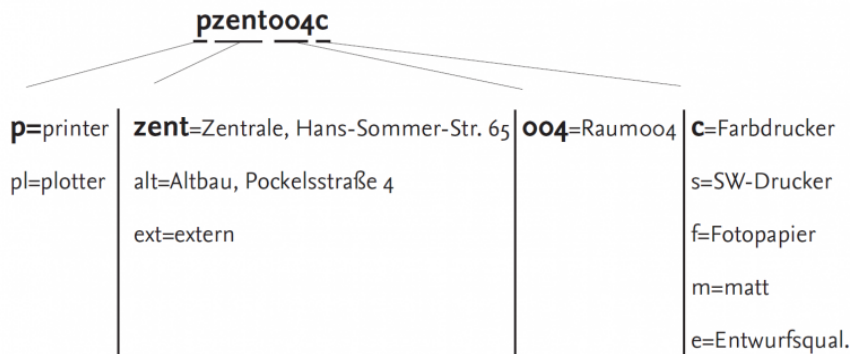 pzent004c
p=printer zent=Zentrale, Hans-Sommer-Str. 65 004=Raum004 c=Farbdrucker
pl=plotter alt=Altbau, Pockelsstraße 4 s=SW-Drucker
ext=extern f=Fotopapier
m=matt
e=Entwurfsqual.